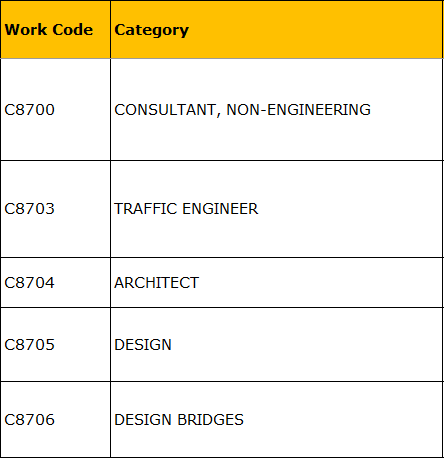 Work Code Category
C8700 CONSULTANT, NON-ENGINEERING
C8703 TRAFFIC ENGINEER
C8704 ARCHITECT
C8705 DESIGN
C8706 DESIGN BRIDGES